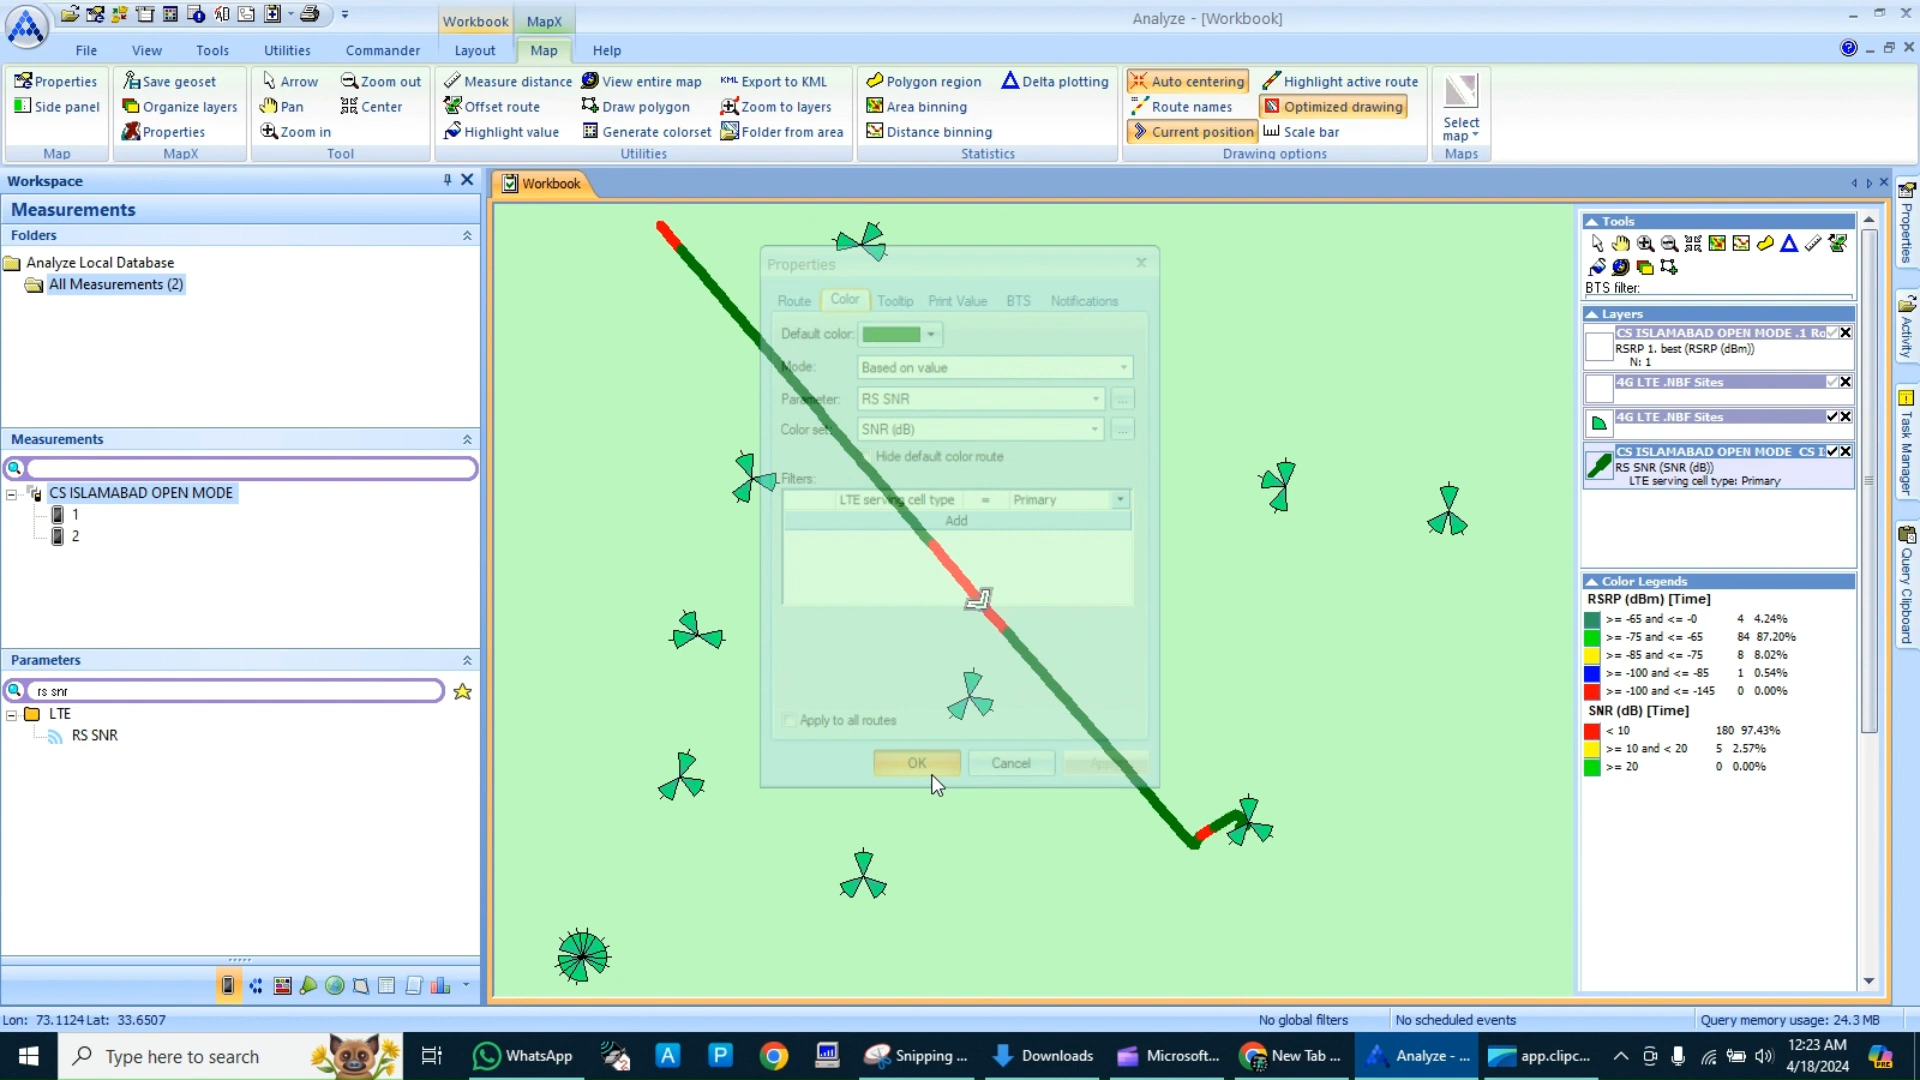 Workbook MapX Analyze - [Workbook]
File View Tools Utilities Commander Layout Map Help
Properties Save geoset Arrow Zoom out Measure distance View entire map KML Export to KML Polygon region Delta plotting Auto centering Highlight active route
Side panel Organize layers Pan Center Offset route Draw polygon Zoom to layers Area binning Route names Optimized drawing Select map
Properties Zoom in Highlight value Generate colorset Folder from area Distance binning Current position Scale bar
Map MapX Tool Utilities Statistics Drawing options Maps
Workspace
Measurements
Folders
Analyze Local Database
All Measurements (2)
Measurements
CS ISLAMABAD OPEN MODE
1
2
Parameters
rs snr
LTE
RS SNR
Workbook
Properties
Route Color Tooltip Print Value BTS Notifications
Default color:
Mode: Based on value
Parameter: RS SNR ...
Color set: SNR (dB) ...
Hide default color route
Filters:
LTE serving cell type = Primary
Add
Apply to all routes
OK Cancel Apply
Tools
BTS filter:
Layers
CS ISLAMABAD OPEN MODE .1 Ro
RSRP 1. best (RSRP (dBm))
N: 1
4G LTE .NBF Sites
4G LTE .NBF Sites
CS ISLAMABAD OPEN MODE CS I
RS SNR (SNR (dB))
LTE serving cell type: Primary
Color Legends
RSRP (dBm) [Time]
>= -65 and <= -0 4 4.24%
>= -75 and <= -65 84 87.20%
>= -85 and <= -75 8 8.02%
>= -100 and <= -85 1 0.54%
>= -100 and <= -145 0 0.00%
SNR (dB) [Time]
< 10 180 97.43%
>= 10 and < 20 5 2.57%
>= 20 0 0.00%
Properties
Activity
Task Manager
Query Clipboard
Lon: 73.1124 Lat: 33.6507 No global filters No scheduled events Query memory usage: 24.3 MB
Type here to search WhatsApp Snipping ... Downloads Microsoft... New Tab ... Analyze - ... app.clipc...
12:23 AM
4/18/2024